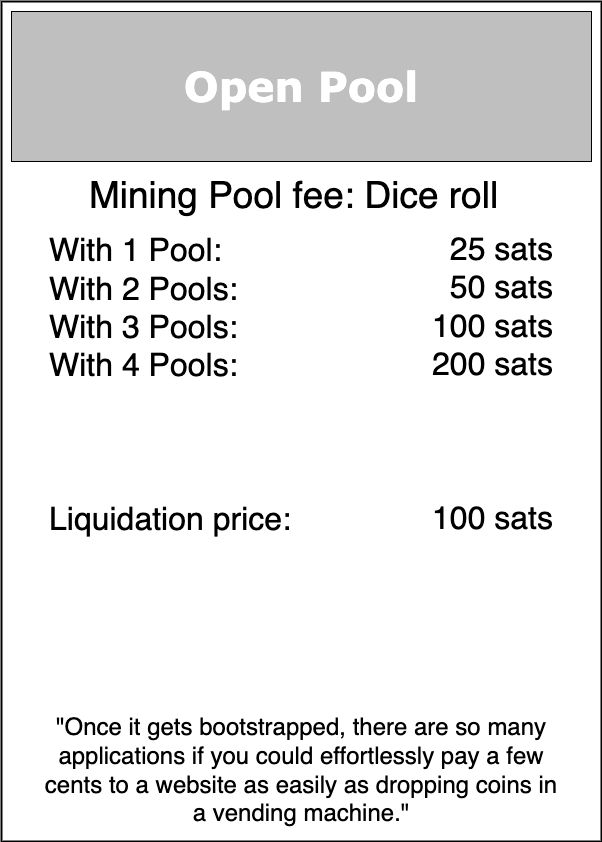 Open Pool
Mining Pool fee: Dice roll
With 1 Pool: 25 sats
With 2 Pools: 50 sats
With 3 Pools: 100 sats
With 4 Pools: 200 sats
Liquidation price: 100 sats
"Once it gets bootstrapped, there are so many
applications if you could effortlessly pay a few
cents to a website as easily as dropping coins in
a vending machine."